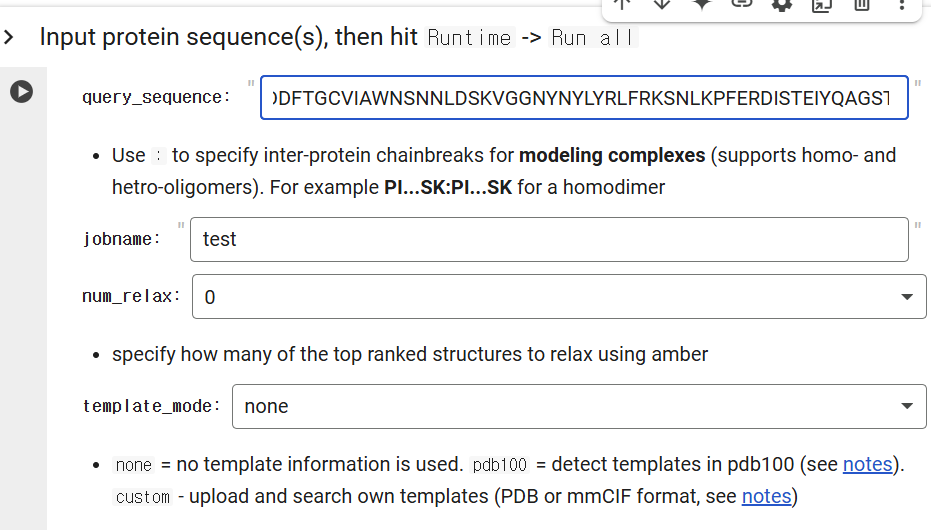 Input protein sequence(s), then hit Runtime -> Run all
query_sequence: " DFTGCVIAWNSNNLDSKVGGNYNYLYRLFRKSNLKPFERDISTEIYQAGST "
• Use : to specify inter-protein chainbreaks for modeling complexes (supports homo- and
hetro-oligomers). For example PI...SK:PI...SK for a homodimer
jobname: " test "
num_relax: 0
• specify how many of the top ranked structures to relax using amber
template_mode: none
• none = no template information is used. pdb100 = detect templates in pdb100 (see notes).
custom - upload and search own templates (PDB or mmCIF format, see notes)